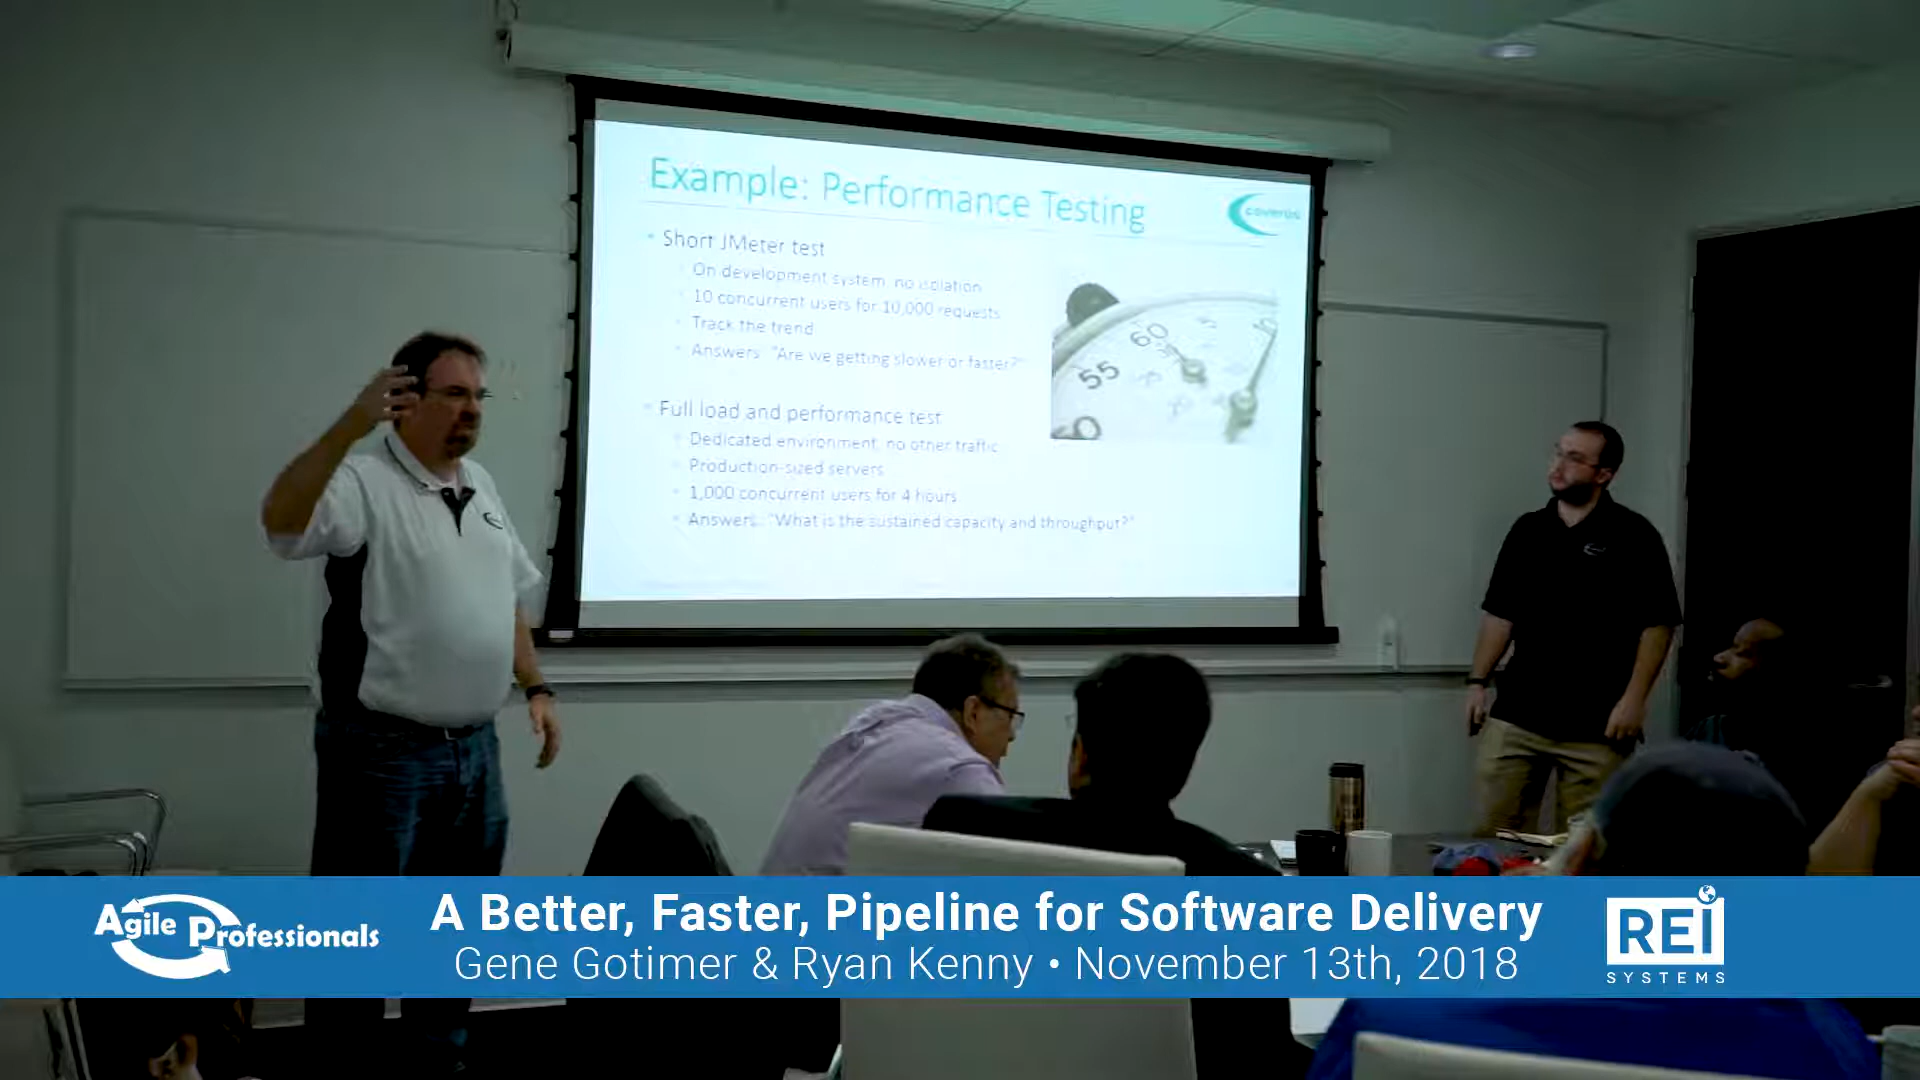 Example: Performance Testing
coveros
Short JMeter test
On development system, no isolation
10 concurrent users for 10,000 requests
Track the trend
Answers: "Are we getting slower or faster?"
60
55
Full load and performance test
Dedicated environment, no other traffic
Production-sized servers
1,000 concurrent users for 4 hours
Answers: "What is the sustained capacity and throughput?"
Agile Professionals
A Better, Faster, Pipeline for Software Delivery
Gene Gotimer & Ryan Kenny • November 13th, 2018
REI
SYSTEMS